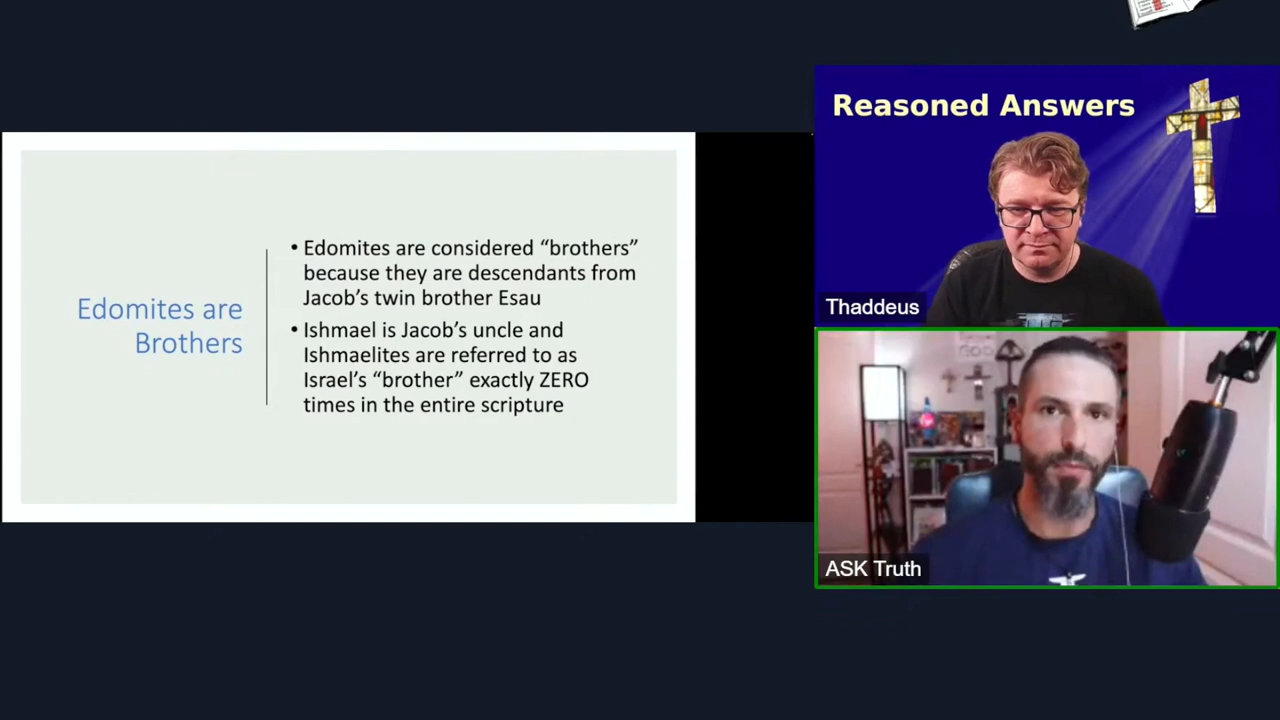 Edomites are
Brothers
• Edomites are considered “brothers”
because they are descendants from
Jacob’s twin brother Esau
• Ishmael is Jacob’s uncle and
Ishmaelites are referred to as
Israel’s “brother” exactly ZERO
times in the entire scripture
Reasoned Answers
Thaddeus
ASK Truth